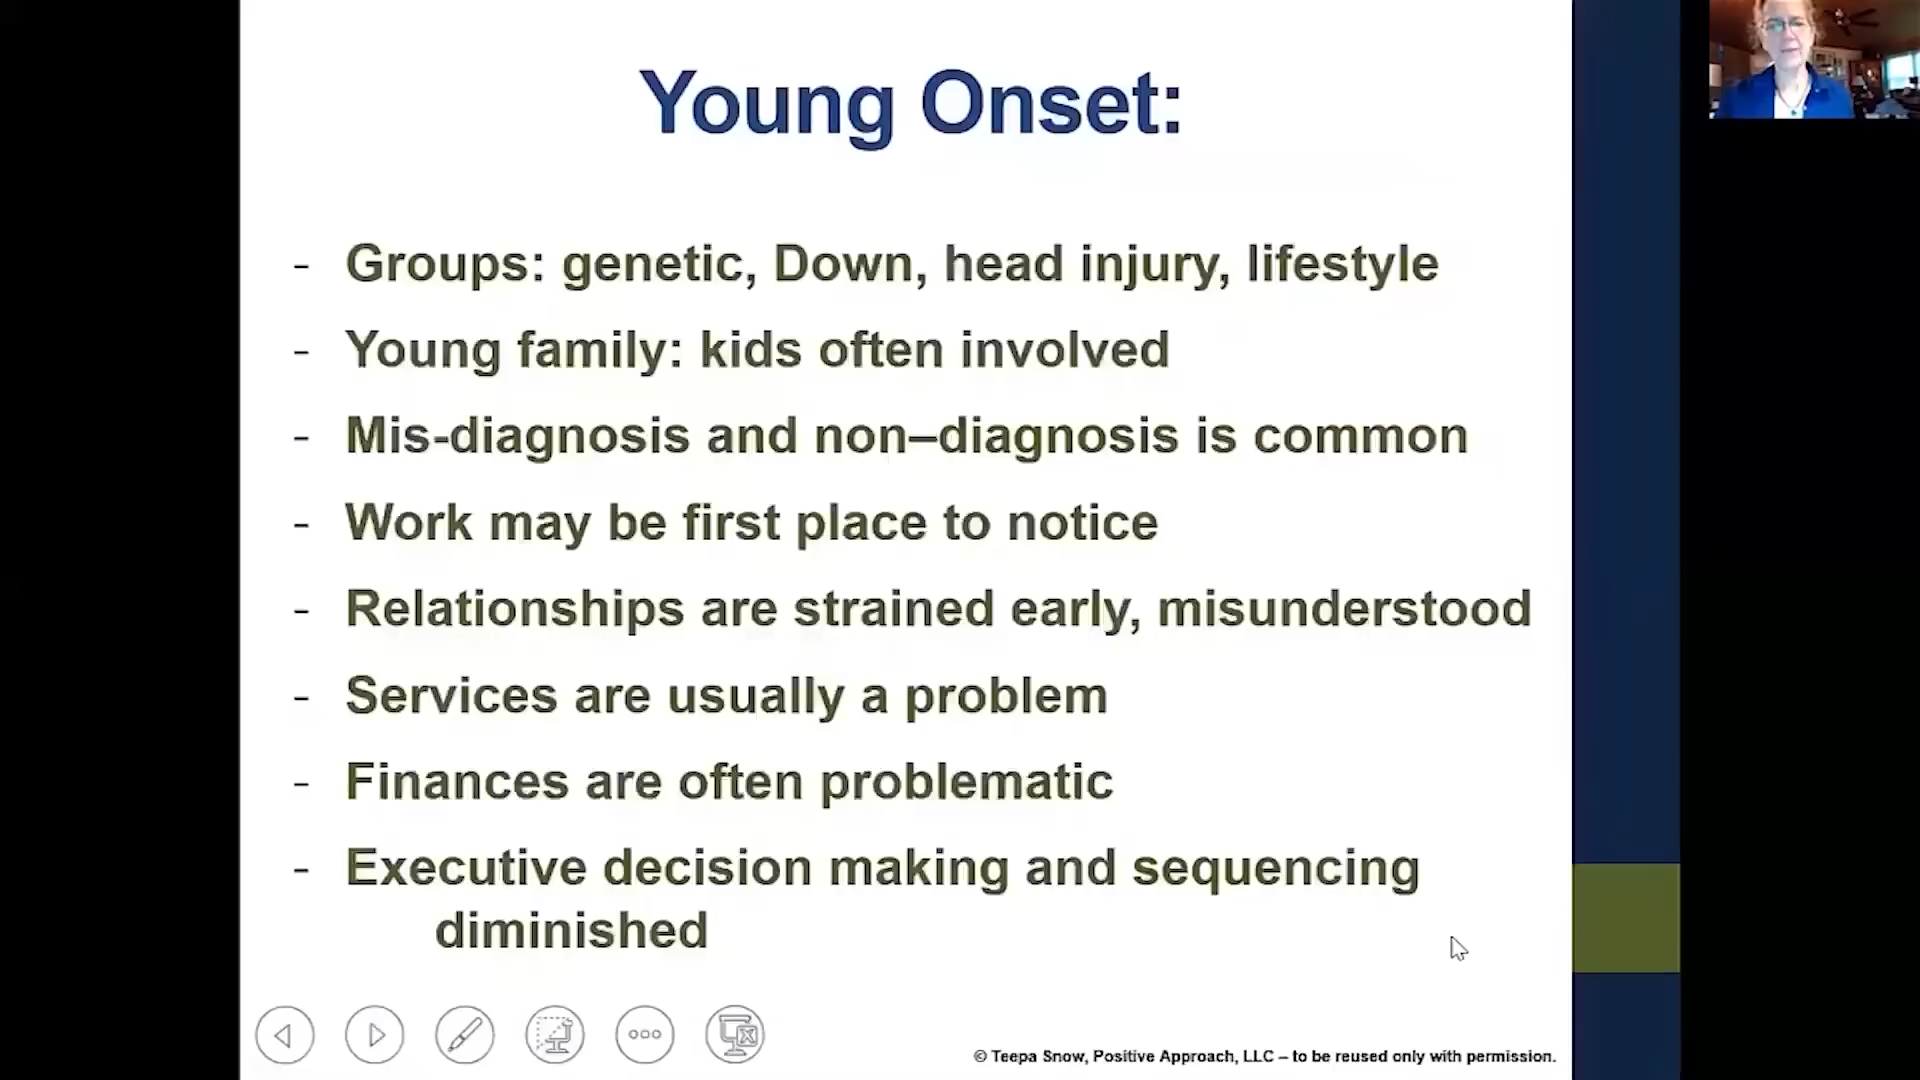 Young Onset:
- Groups: genetic, Down, head injury, lifestyle
- Young family: kids often involved
- Mis-diagnosis and non–diagnosis is common
- Work may be first place to notice
- Relationships are strained early, misunderstood
- Services are usually a problem
- Finances are often problematic
- Executive decision making and sequencing
diminished
© Teepa Snow, Positive Approach, LLC – to be reused only with permission.